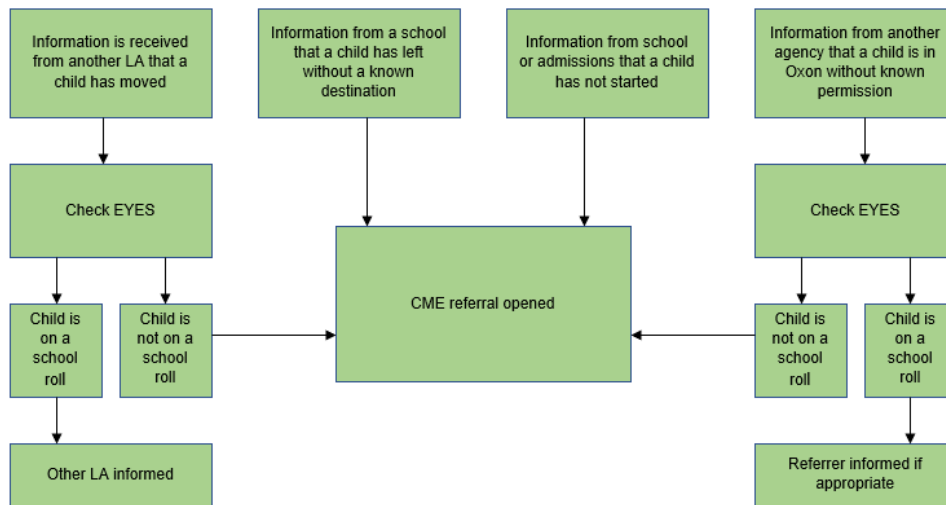 Information is received
from another LA that a
child has moved
Information from a school
that a child has left
without a known
destination
Information from school
or admissions that a child
has not started
Information from another
agency that a child is in
Oxon without known
permission
Check EYES
Check EYES
CME referral opened
Child is
on a
school
roll
Child is
not on a
school
roll
Child is
not on a
school
roll
Child is
on a
school
roll
Other LA informed
Referrer informed if
appropriate